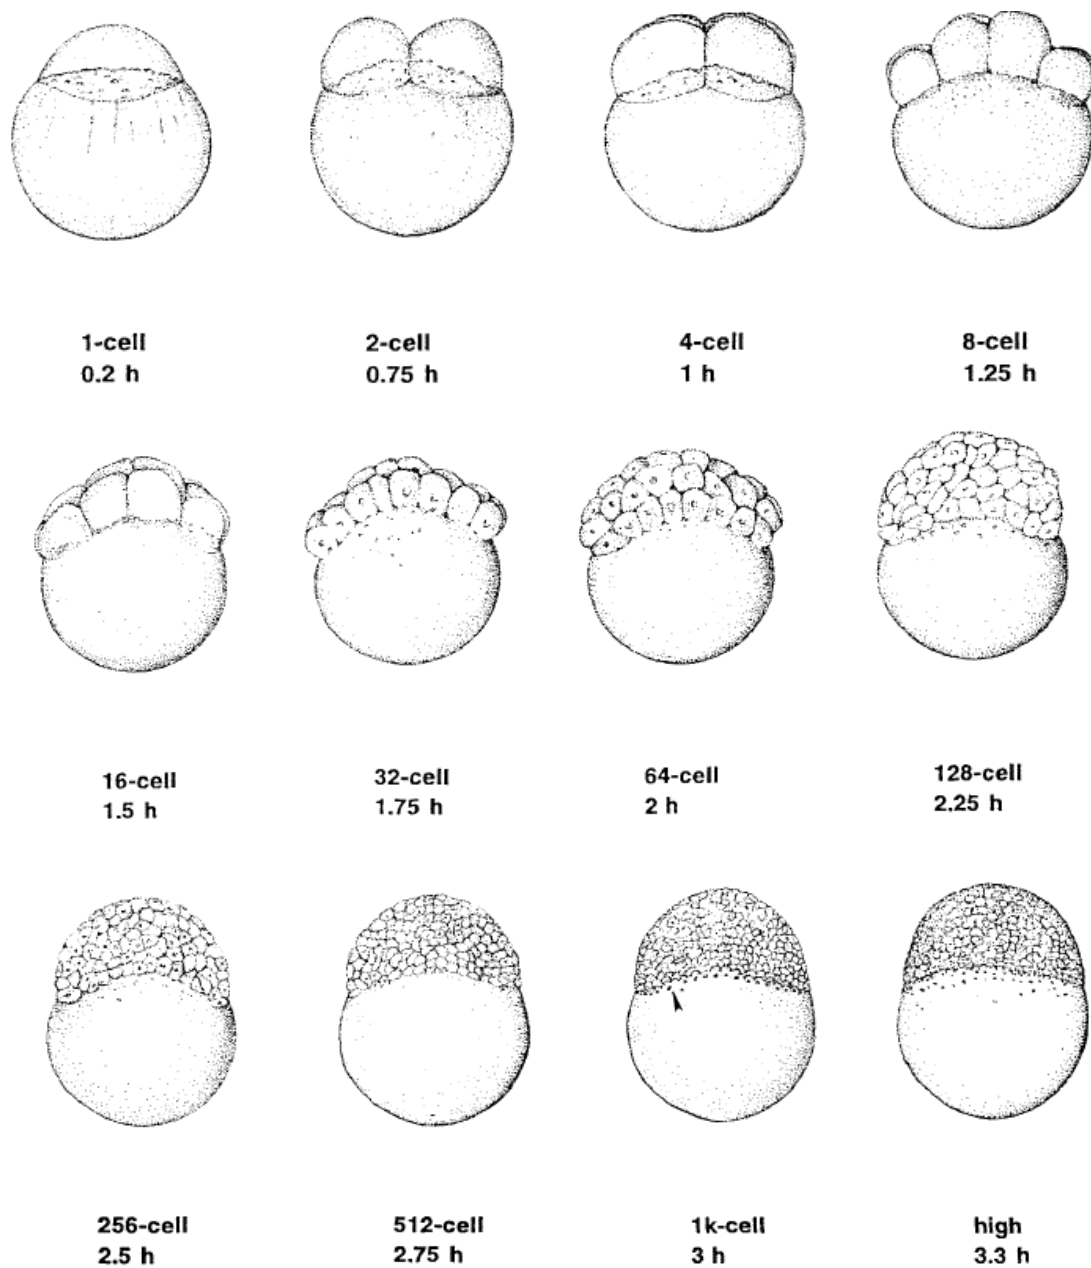 1-cell
0.2 h
2-cell
0.75 h
4-cell
1 h
8-cell
1.25 h
16-cell
1.5 h
32-cell
1.75 h
64-cell
2 h
128-cell
2.25 h
256-cell
2.5 h
512-cell
2.75 h
1k-cell
3 h
high
3.3 h